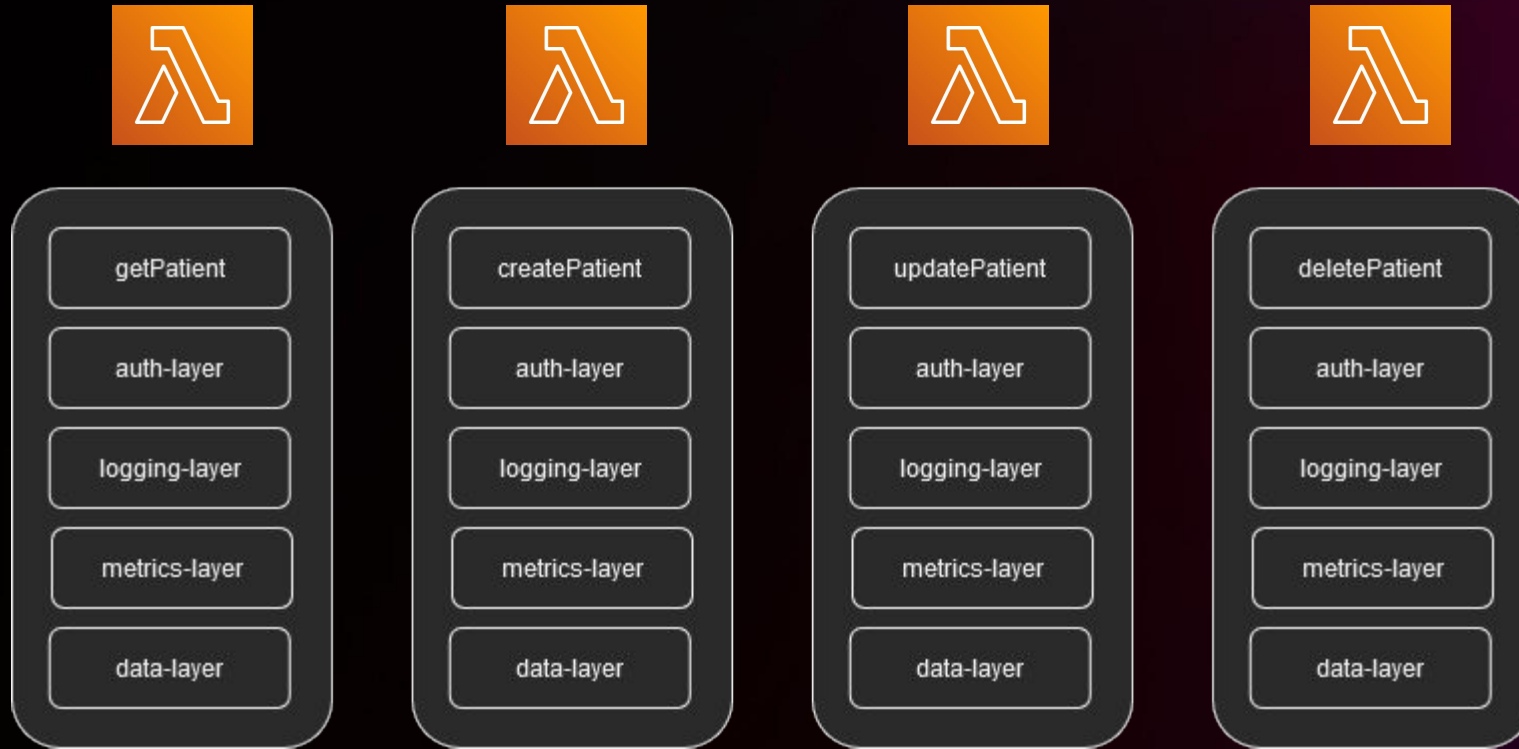 getPatient
auth-layer
logging-layer
metrics-layer
data-layer
createPatient
auth-layer
logging-layer
metrics-layer
data-layer
updatePatient
auth-layer
logging-layer
metrics-layer
data-layer
deletePatient
auth-layer
logging-layer
metrics-layer
data-layer